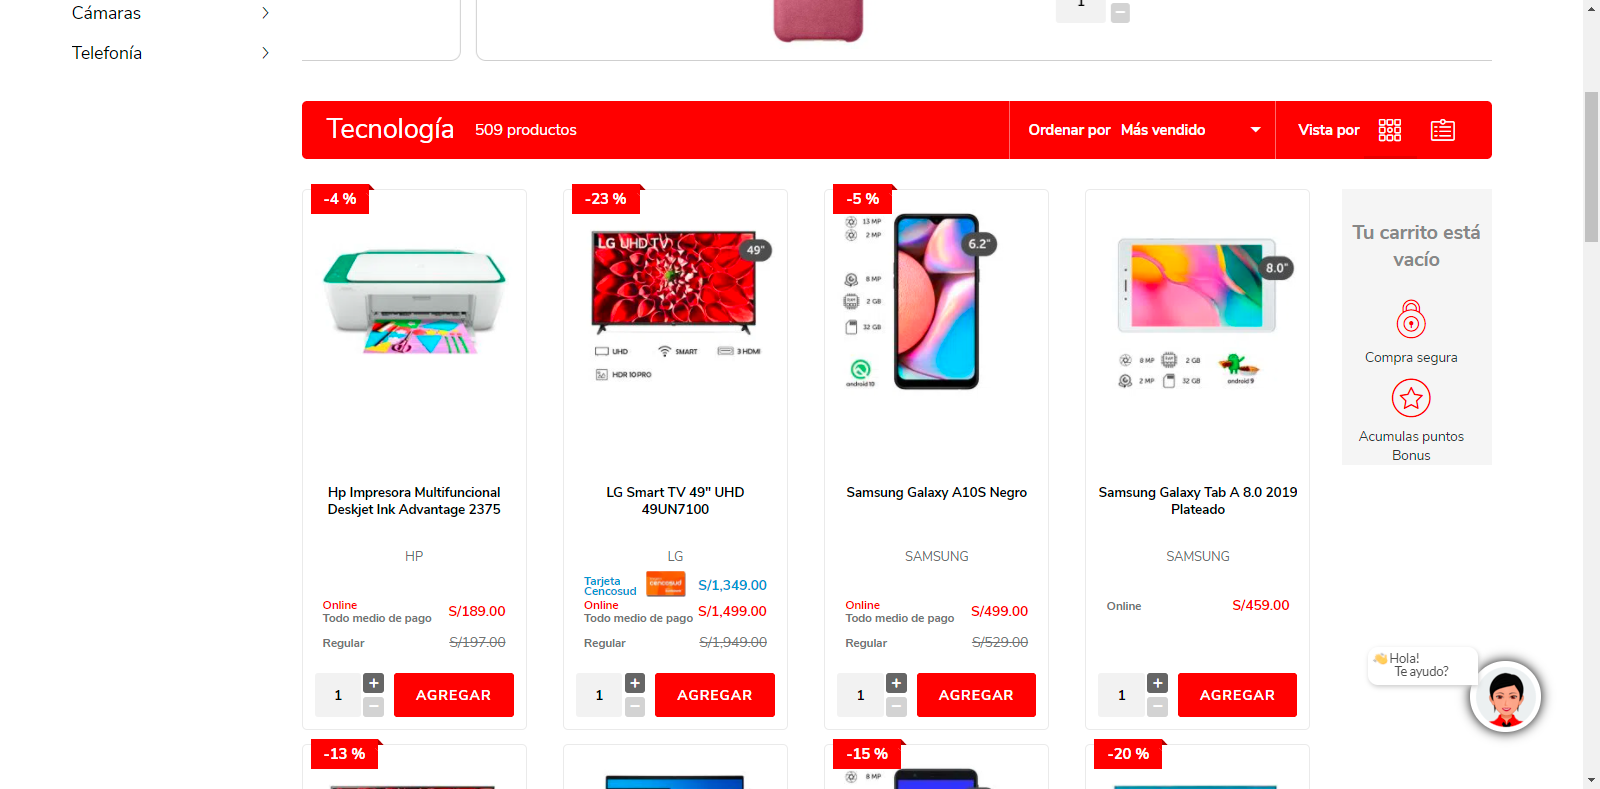 Cámaras
Telefonía
1
Tecnología 509 productos
Ordenar por Más vendido
Vista por
-4 %
Hp Impresora Multifuncional
Deskjet Ink Advantage 2375
HP
Online
Todo medio de pago S/189.00
Regular S/197.00
1 + −
AGREGAR
-23 %
LG UHD TV
49"
UHD SMART 3 HDMI
HDR 10 PRO
LG Smart TV 49" UHD
49UN7100
LG
Tarjeta
Cencosud
cencosud
S/1,349.00
Online
Todo medio de pago S/1,499.00
Regular S/1,949.00
1 + −
AGREGAR
-5 %
13 MP
2 MP
6.2"
8 MP
2 GB
32 GB
android 10
Samsung Galaxy A10S Negro
SAMSUNG
Online
Todo medio de pago S/499.00
Regular S/529.00
1 + −
AGREGAR
8.0"
8 MP 2 GB
2 MP 32 GB
android 9
Samsung Galaxy Tab A 8.0 2019
Plateado
SAMSUNG
Online S/459.00
1 + −
AGREGAR
Tu carrito está
vacío
Compra segura
Acumulas puntos
Bonus
Hola!
Te ayudo?
-13 %
-15 %
8 MP
-20 %